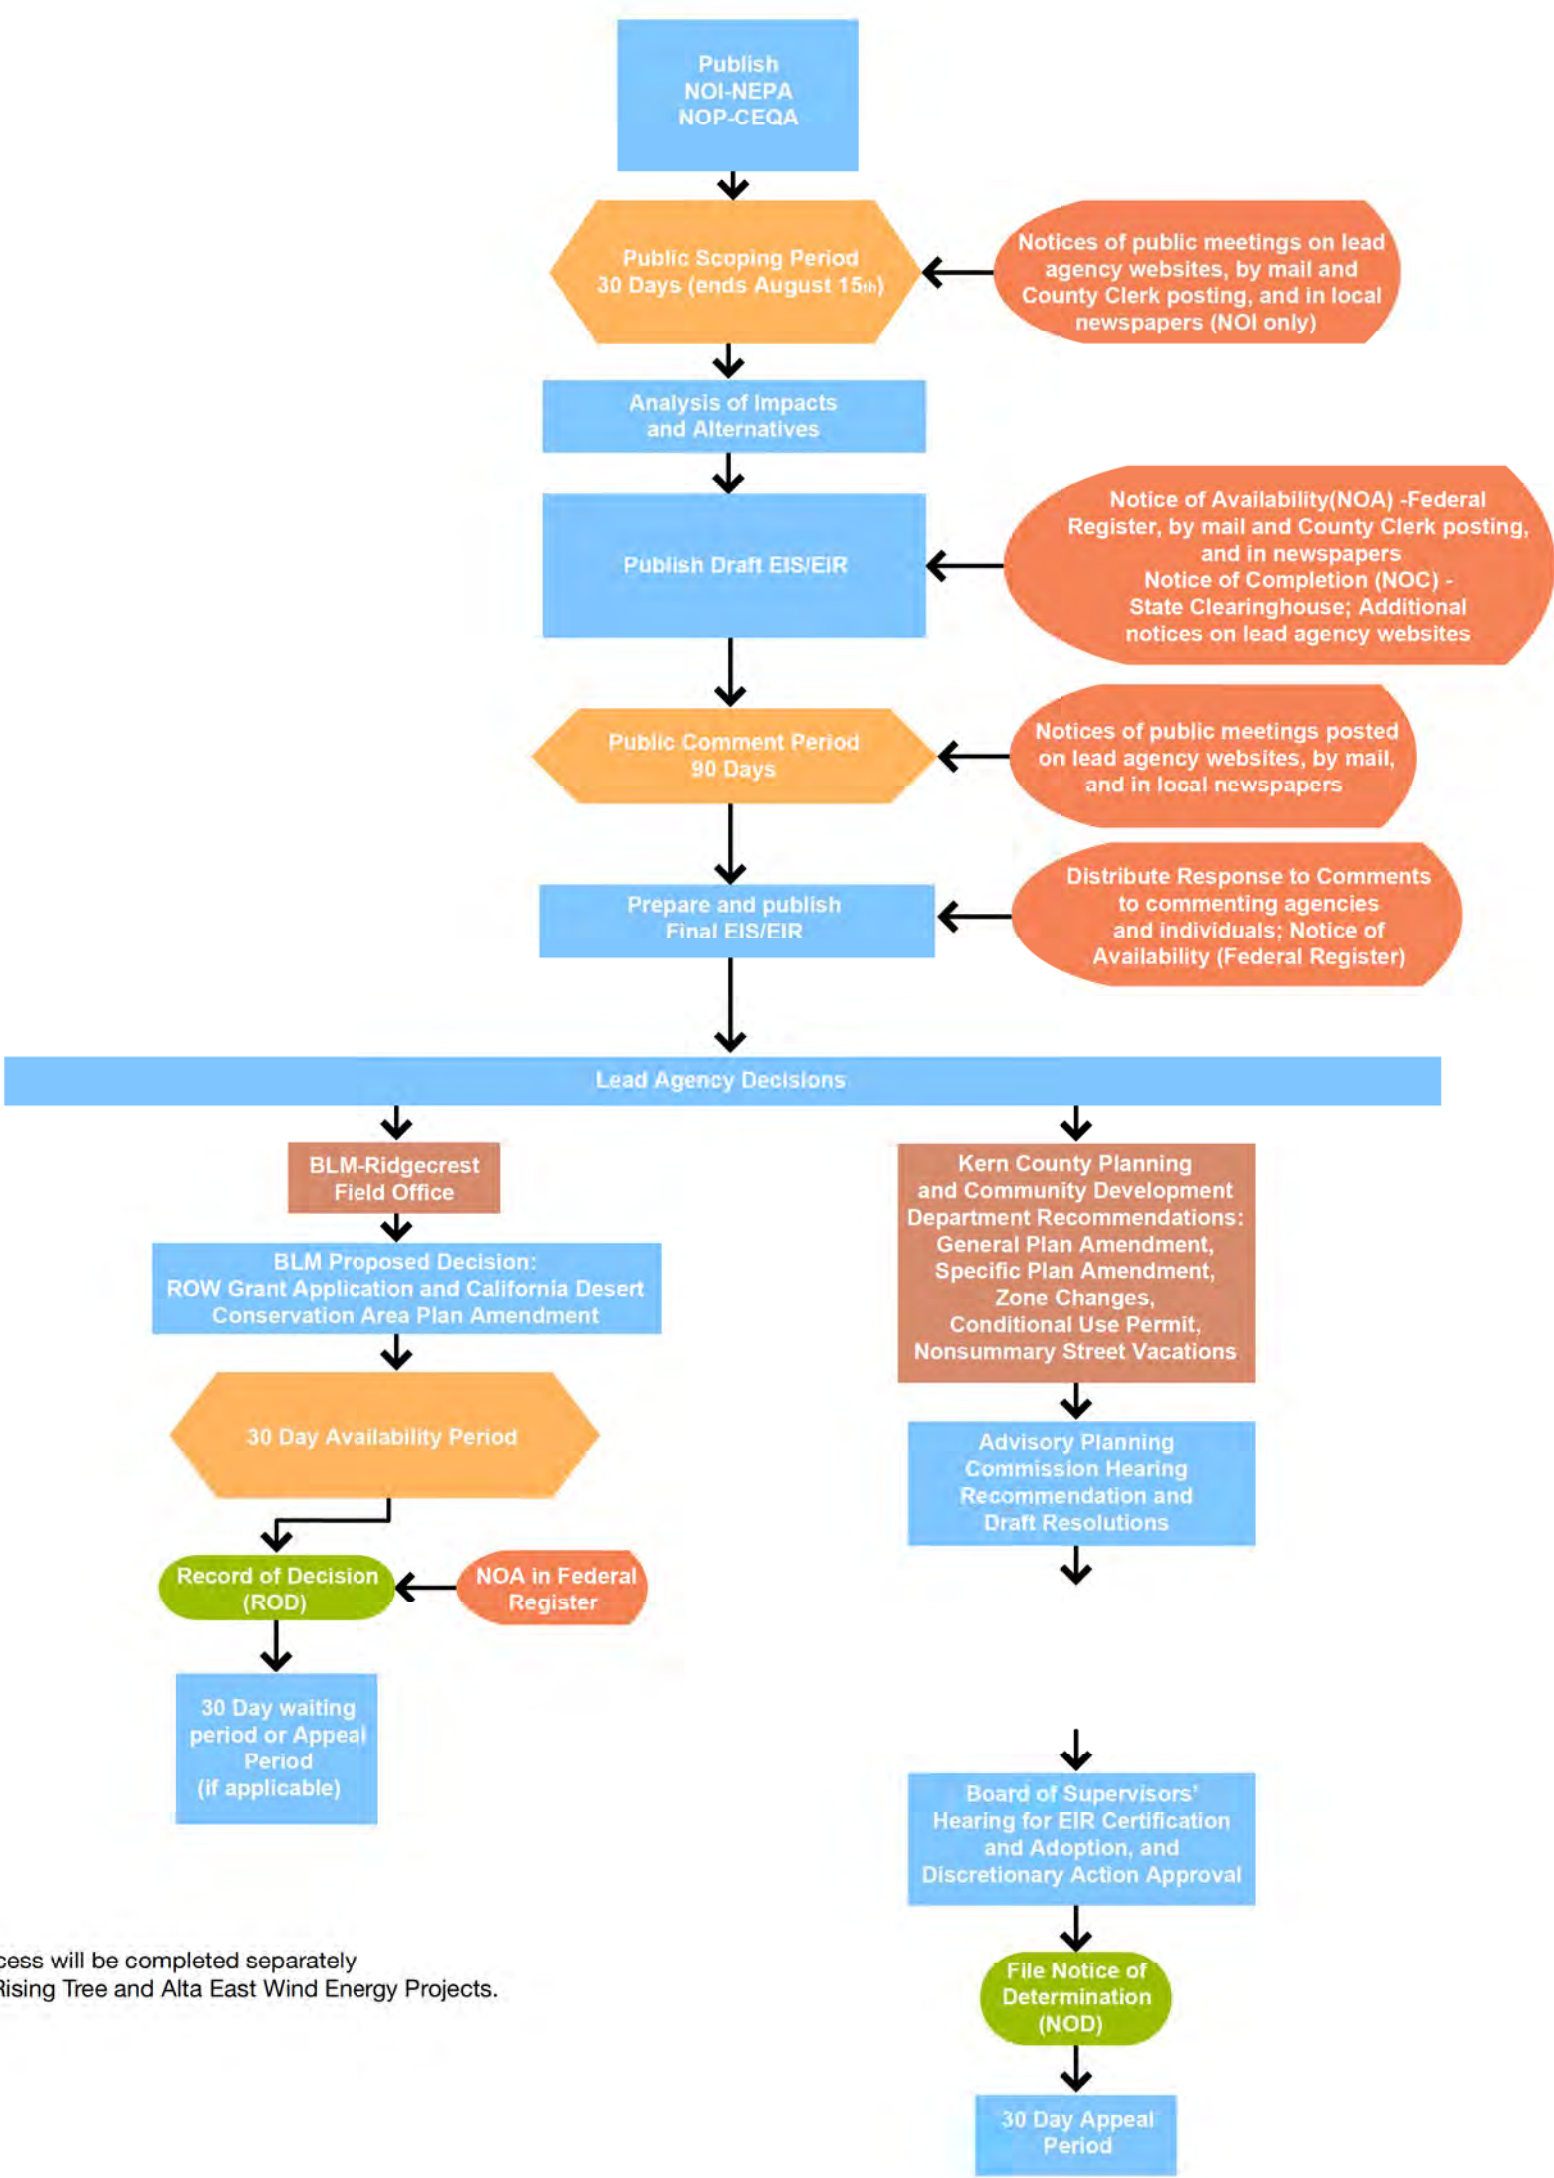 Publish
NOI-NEPA
NOP-CEQA
Public Scoping Period
30 Days (ends August 15th)
Notices of public meetings on lead
agency websites, by mail and
County Clerk posting, and in local
newspapers (NOI only)
Analysis of Impacts
and Alternatives
Publish Draft EIS/EIR
Notice of Availability(NOA) -Federal
Register, by mail and County Clerk posting,
and in newspapers
Notice of Completion (NOC) -
State Clearinghouse; Additional
notices on lead agency websites
Public Comment Period
90 Days
Notices of public meetings posted
on lead agency websites, by mail,
and in local newspapers
Prepare and publish
Final EIS/EIR
Distribute Response to Comments
to commenting agencies
and individuals; Notice of
Availability (Federal Register)
Lead Agency Decisions
BLM-Ridgecrest
Field Office
BLM Proposed Decision:
ROW Grant Application and California Desert
Conservation Area Plan Amendment
30 Day Availability Period
Record of Decision
(ROD)
NOA in Federal
Register
30 Day waiting
period or Appeal
Period
(if applicable)
Kern County Planning
and Community Development
Department Recommendations:
General Plan Amendment,
Specific Plan Amendment,
Zone Changes,
Conditional Use Permit,
Nonsummary Street Vacations
Advisory Planning
Commission Hearing
Recommendation and
Draft Resolutions
Board of Supervisors'
Hearing for EIR Certification
and Adoption, and
Discretionary Action Approval
File Notice of
Determination
(NOD)
30 Day Appeal
Period
cess will be completed separately
Rising Tree and Alta East Wind Energy Projects.